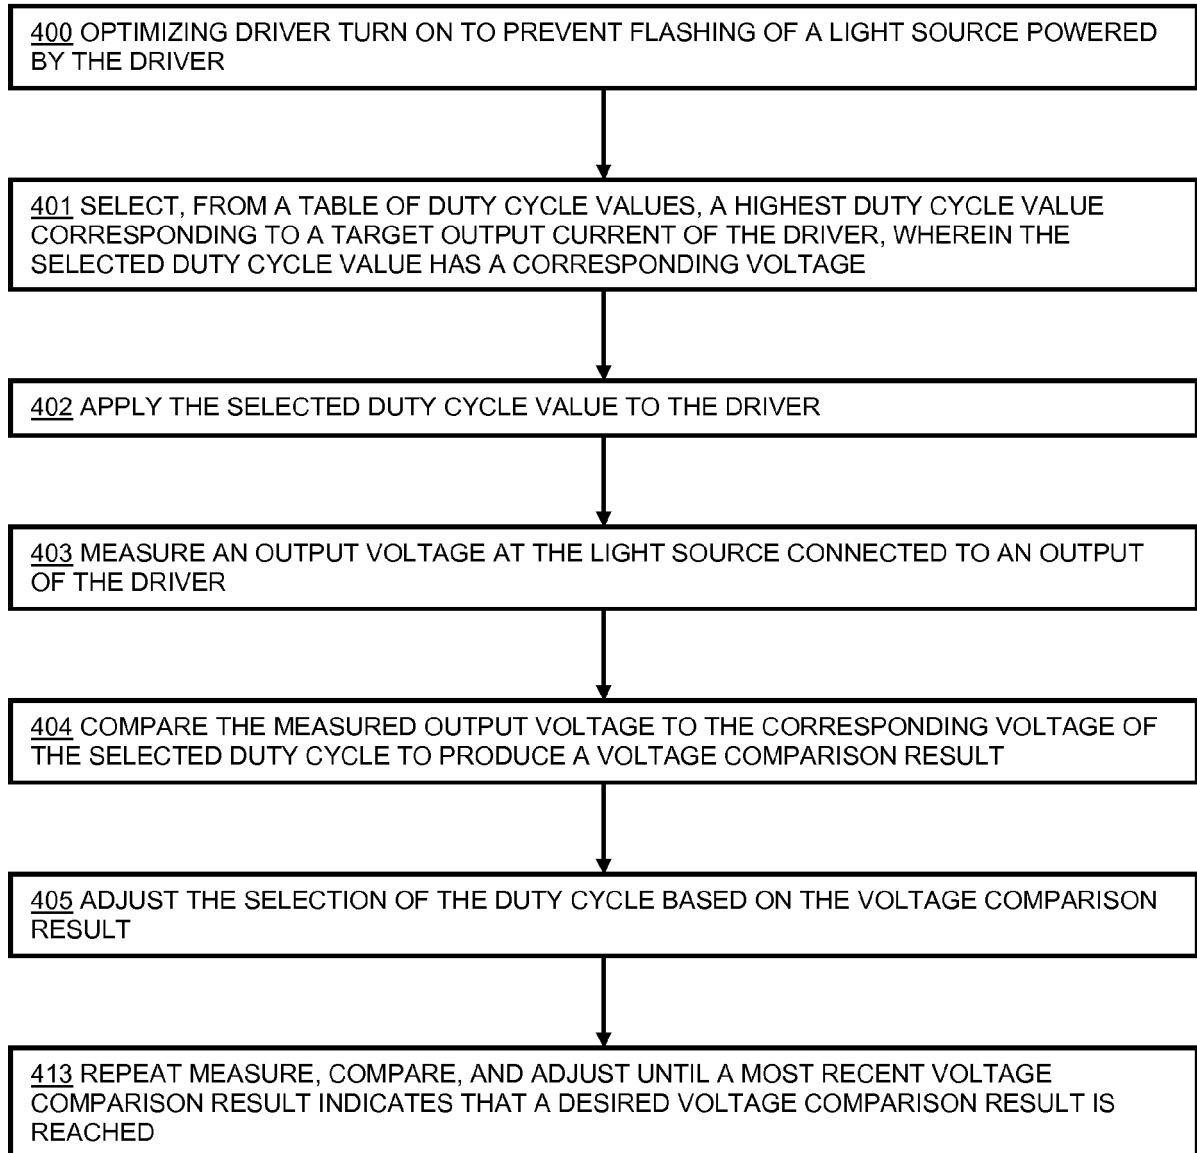 400 OPTIMIZING DRIVER TURN ON TO PREVENT FLASHING OF A LIGHT SOURCE POWERED
BY THE DRIVER
401 SELECT, FROM A TABLE OF DUTY CYCLE VALUES, A HIGHEST DUTY CYCLE VALUE
CORRESPONDING TO A TARGET OUTPUT CURRENT OF THE DRIVER, WHEREIN THE
SELECTED DUTY CYCLE VALUE HAS A CORRESPONDING VOLTAGE
402 APPLY THE SELECTED DUTY CYCLE VALUE TO THE DRIVER
403 MEASURE AN OUTPUT VOLTAGE AT THE LIGHT SOURCE CONNECTED TO AN OUTPUT
OF THE DRIVER
404 COMPARE THE MEASURED OUTPUT VOLTAGE TO THE CORRESPONDING VOLTAGE OF
THE SELECTED DUTY CYCLE TO PRODUCE A VOLTAGE COMPARISON RESULT
405 ADJUST THE SELECTION OF THE DUTY CYCLE BASED ON THE VOLTAGE COMPARISON
RESULT
413 REPEAT MEASURE, COMPARE, AND ADJUST UNTIL A MOST RECENT VOLTAGE
COMPARISON RESULT INDICATES THAT A DESIRED VOLTAGE COMPARISON RESULT IS
REACHED